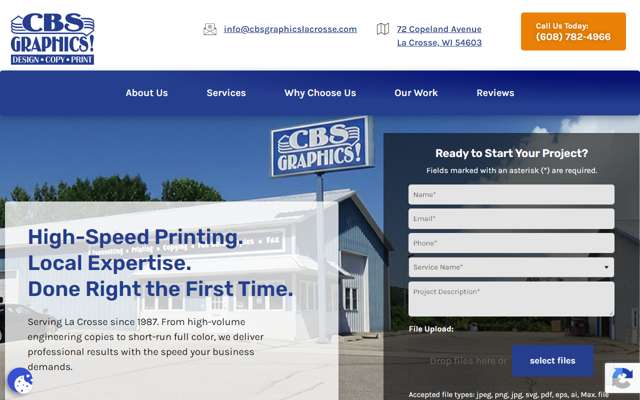 CBS
GRAPHICS!
DESIGN • COPY • PRINT
info@cbsgraphicslacrosse.com
72 Copeland Avenue
La Crosse, WI 54603
Call Us Today:
(608) 782-4966
About Us
Services
Why Choose Us
Our Work
Reviews
CBS
GRAPHICS!
High-Speed Printing.
Local Expertise.
Done Right the First Time.
Serving La Crosse since 1987. From high-volume
engineering copies to short-run full color, we deliver
professional results with the speed your business
demands.
Ready to Start Your Project?
Fields marked with an asterisk (*) are required.
Name*
Email*
Phone*
Service Name*
Project Description*
File Upload:
Drop files here or
select files
Accepted file types: jpeg, png, jpg, svg, pdf, eps, ai, Max. file